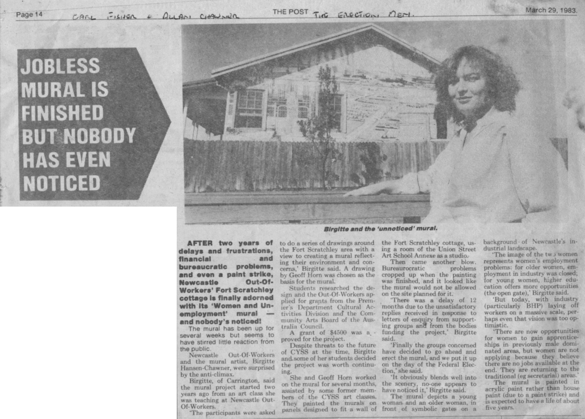 Page 14
CARL FISHER & ALLAN CHAWNER THE ERECTION MEN.
THE POST
March 29, 1983.
JOBLESS
MURAL IS
FINISHED
BUT NOBODY
HAS EVEN
NOTICED
Birgitte and the 'unnoticed' mural.
AFTER two years of
delays and frustrations,
financial and
bureaucratic problems,
and even a paint strike,
Newcastle Out-Of-
Workers' Fort Scratchley
cottage is finally adorned
with its 'Woman and Un-
employment' mural —
and nobody's noticed!
The mural has been up for
several weeks but seems to
have stirred little reaction from
the public.
Newcastle Out-Of-Workers
and the mural artist, Birgitte
Hansen-Chawner, were surprised
by the anti-climax.
Birgitte, of Carrington, said
the mural project started two
years ago from an art class she
was teaching at Newcastle Out-
Of-Workers.
"The participants were asked
to do a series of drawings around
the Fort Scratchley area with a
view to creating a mural reflect-
ing their environment and con-
cerns," Birgitte said. A drawing
by Geoff Horn was chosen as the
basis for the mural.
Students researched the de-
sign and the Out-Of-Workers ap-
plied for grants from the Prem-
ier's Department Cultural Ac-
tivities Division and the Com-
munity Arts Board of the Aus-
tralia Council.
A grant of $4500 was
proved for the project.
Despite threats to the future
of CYSS at the time, Birgitte
and some of her students decided
the project was worth continu-
ing.
She and Geoff Horn worked
on the mural for several months,
assisted by some former mem-
bers of the CYSS art classes.
They painted the murals on
panels designed to fit a wall of
the Fort Scratchley cottage, us-
ing a room of the Union Street
Art School Annexe as a studio.
Then came another blow.
Bureaucratic problems
cropped up when the painting
was finished, and it looked like
the mural would not be allowed
on the site planned for it.
"There was a delay of 12
months due to the unsatisfactory
replies received in response to
letters of enquiry from support-
ing groups and from the bodies
funding the project," Birgitte
said.
"Finally the groups concerned
have decided to go ahead and
erect the mural, and we put it up
on the day of the Federal Elec-
tion," she said.
"It obviously blends well into
the scenery, no-one appears to
have noticed it," Birgitte said.
The mural depicts a young
woman and an older woman, in
front of symbolic gates on a
background of Newcastle's in-
dustrial landscape.
"The image of the two women
represents women's employment
problems: for older women, em-
ployment in industry was closed,
for young women, higher edu-
cation offers more opportunities
(the open gate)," Birgitte said.
"But today, with industry
(particularly BHP) laying off
workers on a massive scale, per-
haps even that vision was too op-
timistic.
"There are now opportunities
for women to gain apprentice-
ships in previously male domi-
nated areas, but women are not
applying because they believe
there are no jobs available at the
end. They are returning to the
traditional (eg secretarial) areas."
The mural is painted in
acrylic paint rather than house
paint (due to a paint strike) and
is expected to have a life of about
five years.